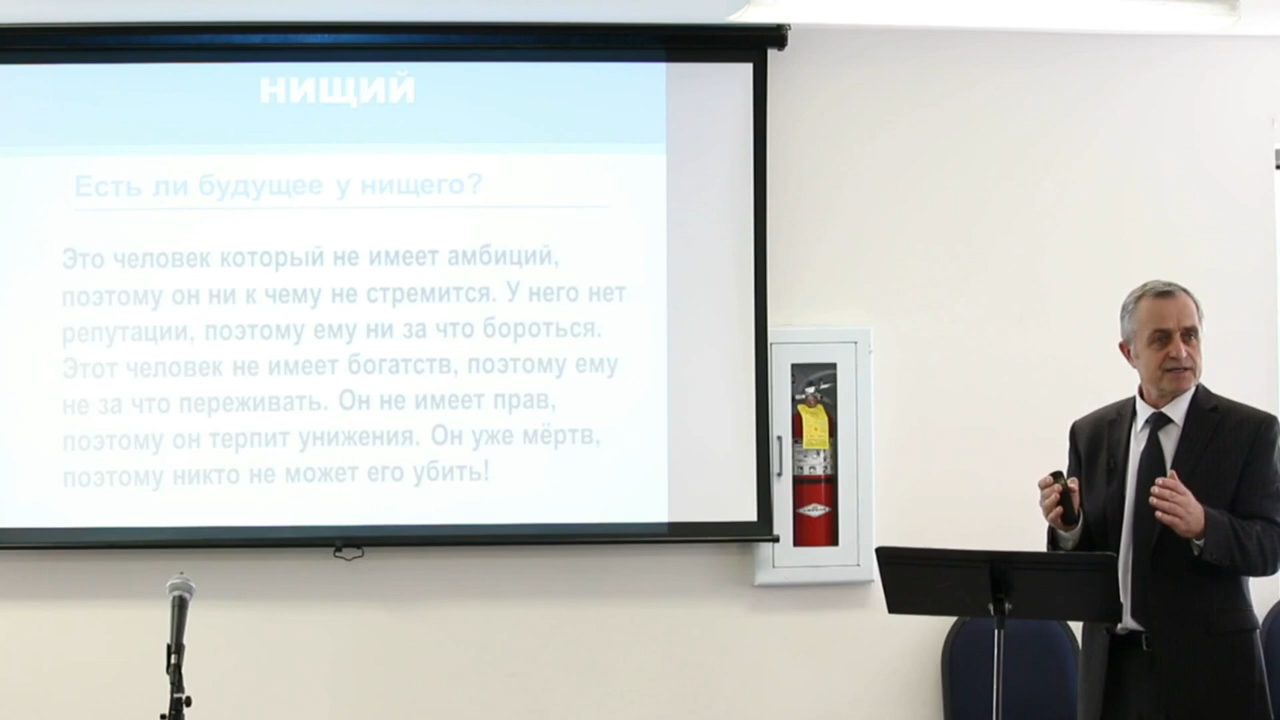 нищий
Есть ли будущее у нищего?
Это человек который не имеет амбиций,
поэтому он ни к чему не стремится. У него нет
репутации, поэтому ему ни за что бороться.
Этот человек не имеет богатств, поэтому ему
не за что переживать. Он не имеет прав,
поэтому он терпит унижения. Он уже мёртв,
поэтому никто не может его убить!